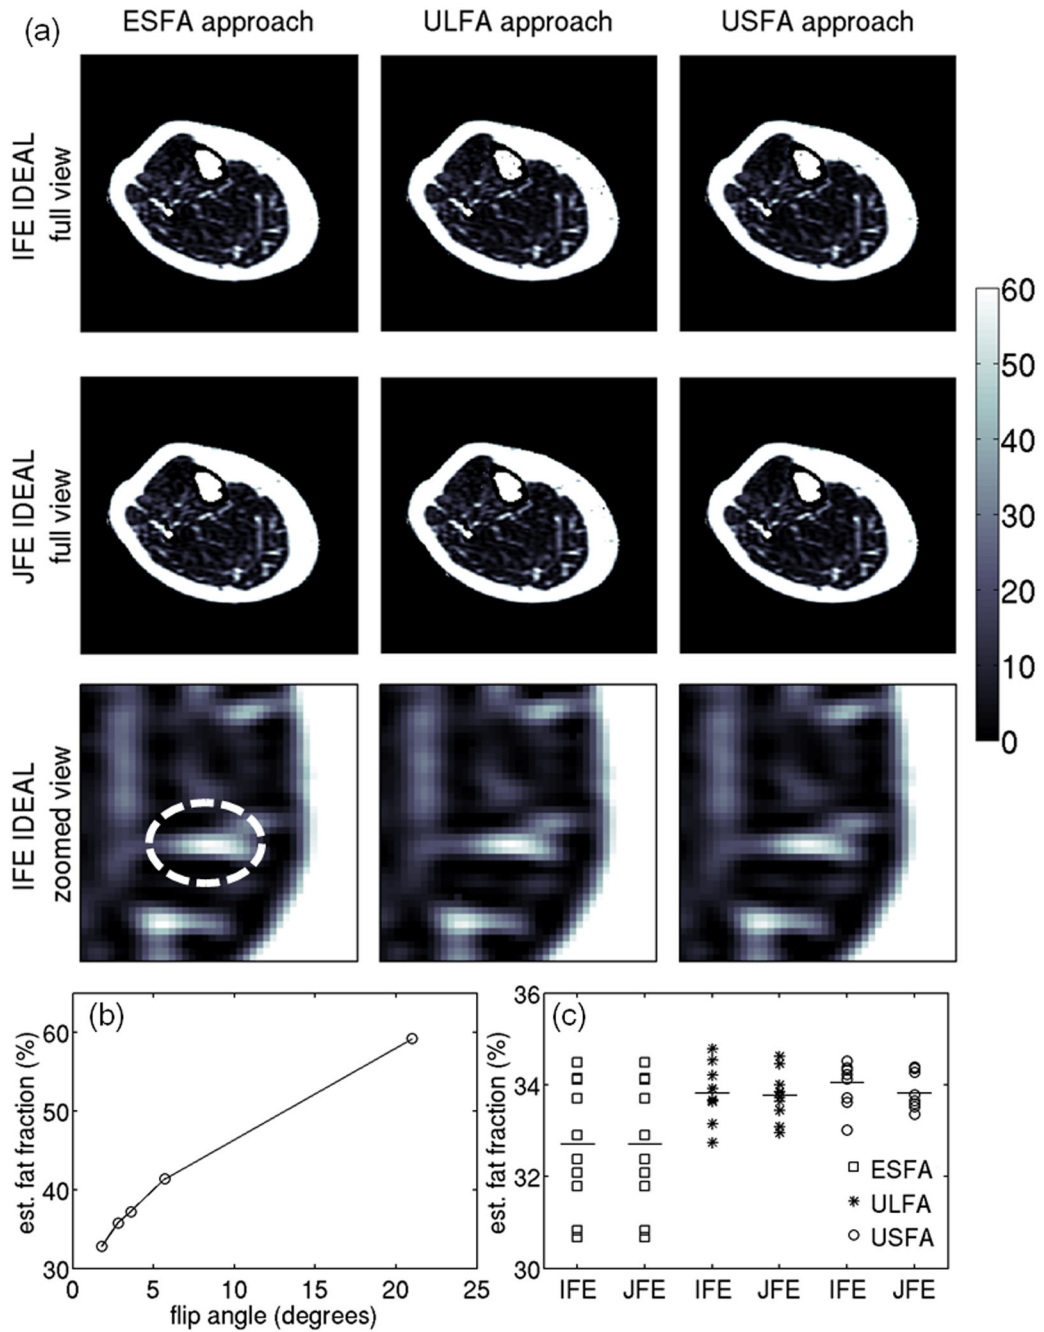 (a)
ESFA approach
ULFA approach
USFA approach
IFE IDEAL
full view
JFE IDEAL
full view
IFE IDEAL
zoomed view
60
50
40
30
20
10
0
(b)
est. fat fraction (%)
60
50
40
30
0
5
10
15
20
25
flip angle (degrees)
(c)
est. fat fraction (%)
36
34
32
30
ESFA
ULFA
USFA
IFE JFE IFE JFE IFE JFE